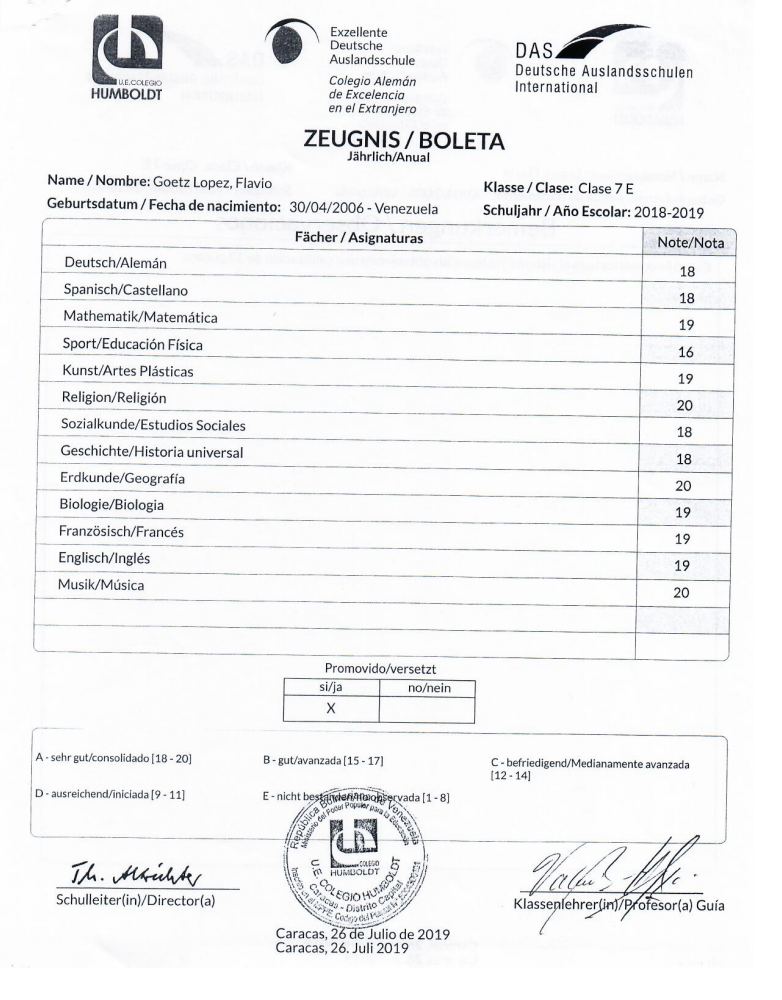 U.E.COLEGIO
HUMBOLDT
Exzellente
Deutsche
Auslandsschule
Colegio Alemán
de Excelencia
en el Extranjero
DAS
Deutsche Auslandsschulen
International
ZEUGNIS / BOLETA
Jährlich/Anual
Name / Nombre: Goetz Lopez, Flavio
Klasse / Clase: Clase 7 E
Geburtsdatum / Fecha de nacimiento: 30/04/2006 - Venezuela
Schuljahr / Año Escolar: 2018-2019
Fächer / Asignaturas Note/Nota
Deutsch/Alemán 18
Spanisch/Castellano 18
Mathematik/Matemática 19
Sport/Educación Física 16
Kunst/Artes Plásticas 19
Religion/Religión 20
Sozialkunde/Estudios Sociales 18
Geschichte/Historia universal 18
Erdkunde/Geografía 20
Biologie/Biologia 19
Französisch/Francés 19
Englisch/Inglés 19
Musik/Música 20
Promovido/versetzt
si/ja no/nein
X
A - sehr gut/consolidado [18 - 20] B - gut/avanzada [15 - 17] C - befriedigend/Medianamente avanzada
[12 - 14]
D - ausreichend/iniciada [9 - 11] E - nicht [1 - 8]
República Bolivariana de Venezuela
Ministerio del Poder Popular para la Educación
COLEGIO
HUMBOLDT
U.E. COLEGIO HUMBOLDT
Caracas - Distrito Capital
Schulleiter(in)/Director(a)
Klassenlehrer(in)/Profesor(a) Guía
Caracas, 26 de Julio de 2019
Caracas, 26. Juli 2019